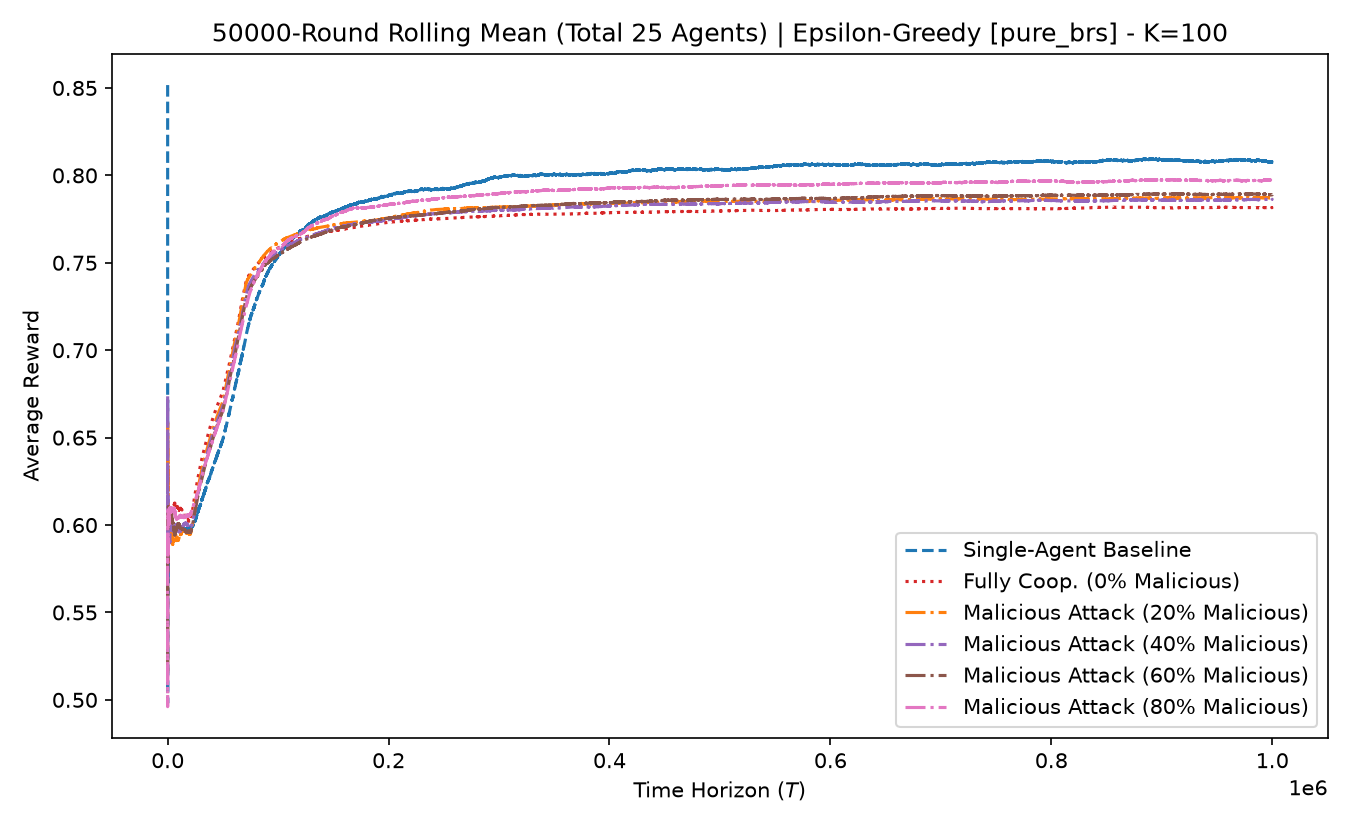 50000-Round Rolling Mean (Total 25 Agents) | Epsilon-Greedy [pure_brs] - K=100
Average Reward
0.85
0.80
0.75
0.70
0.65
0.60
0.55
0.50
Single-Agent Baseline
Fully Coop. (0% Malicious)
Malicious Attack (20% Malicious)
Malicious Attack (40% Malicious)
Malicious Attack (60% Malicious)
Malicious Attack (80% Malicious)
0.0 0.2 0.4 0.6 0.8 1.0
1e6
Time Horizon (T)